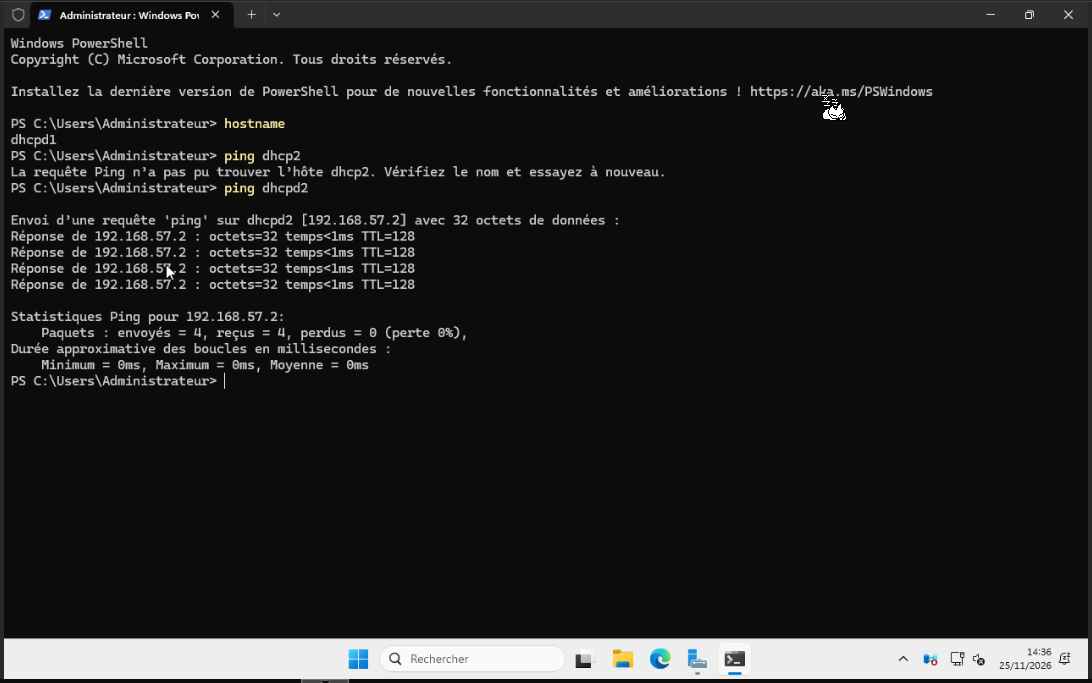 Administrateur : Windows Pow
Windows PowerShell
Copyright (C) Microsoft Corporation. Tous droits réservés.
Installez la dernière version de PowerShell pour de nouvelles fonctionnalités et améliorations ! https://aka.ms/PSWindows
PS C:\Users\Administrateur> hostname
dhcpd1
PS C:\Users\Administrateur> ping dhcp2
La requête Ping n'a pas pu trouver l'hôte dhcp2. Vérifiez le nom et essayez à nouveau.
PS C:\Users\Administrateur> ping dhcpd2
Envoi d'une requête 'ping' sur dhcpd2 [192.168.57.2] avec 32 octets de données :
Réponse de 192.168.57.2 : octets=32 temps<1ms TTL=128
Réponse de 192.168.57.2 : octets=32 temps<1ms TTL=128
Réponse de 192.168.57.2 : octets=32 temps<1ms TTL=128
Réponse de 192.168.57.2 : octets=32 temps<1ms TTL=128
Statistiques Ping pour 192.168.57.2:
Paquets : envoyés = 4, reçus = 4, perdus = 0 (perte 0%),
Durée approximative des boucles en millisecondes :
Minimum = 0ms, Maximum = 0ms, Moyenne = 0ms
PS C:\Users\Administrateur>
Rechercher
14:36
25/11/2026